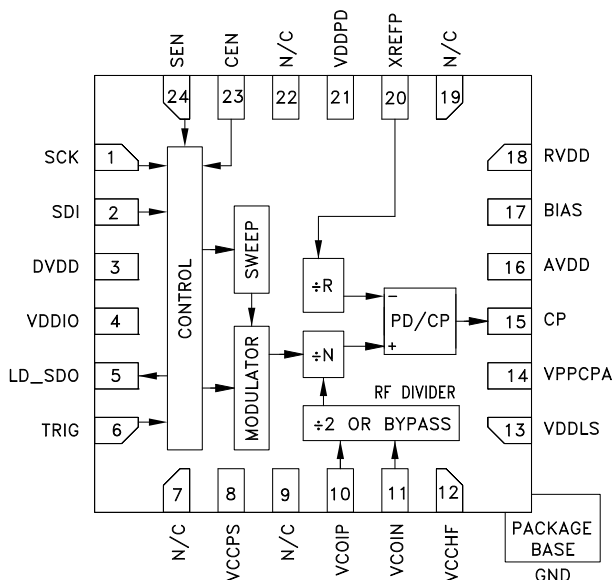 SEN
CEN
N/C
VDDPD
XREFP
N/C
24
23
22
21
20
19
SCK
1
18
RVDD
SDI
2
17
BIAS
DVDD
3
16
AVDD
VDDIO
4
15
CP
LD_SDO
5
14
VPPCPA
TRIG
6
13
VDDLS
CONTROL
SWEEP
MODULATOR
÷R
÷N
−
PD/CP
+
RF DIVIDER
÷2 OR BYPASS
7
8
9
10
11
12
N/C
VCCPS
N/C
VCOIP
VCOIN
VCCHF
PACKAGE
BASE
GND